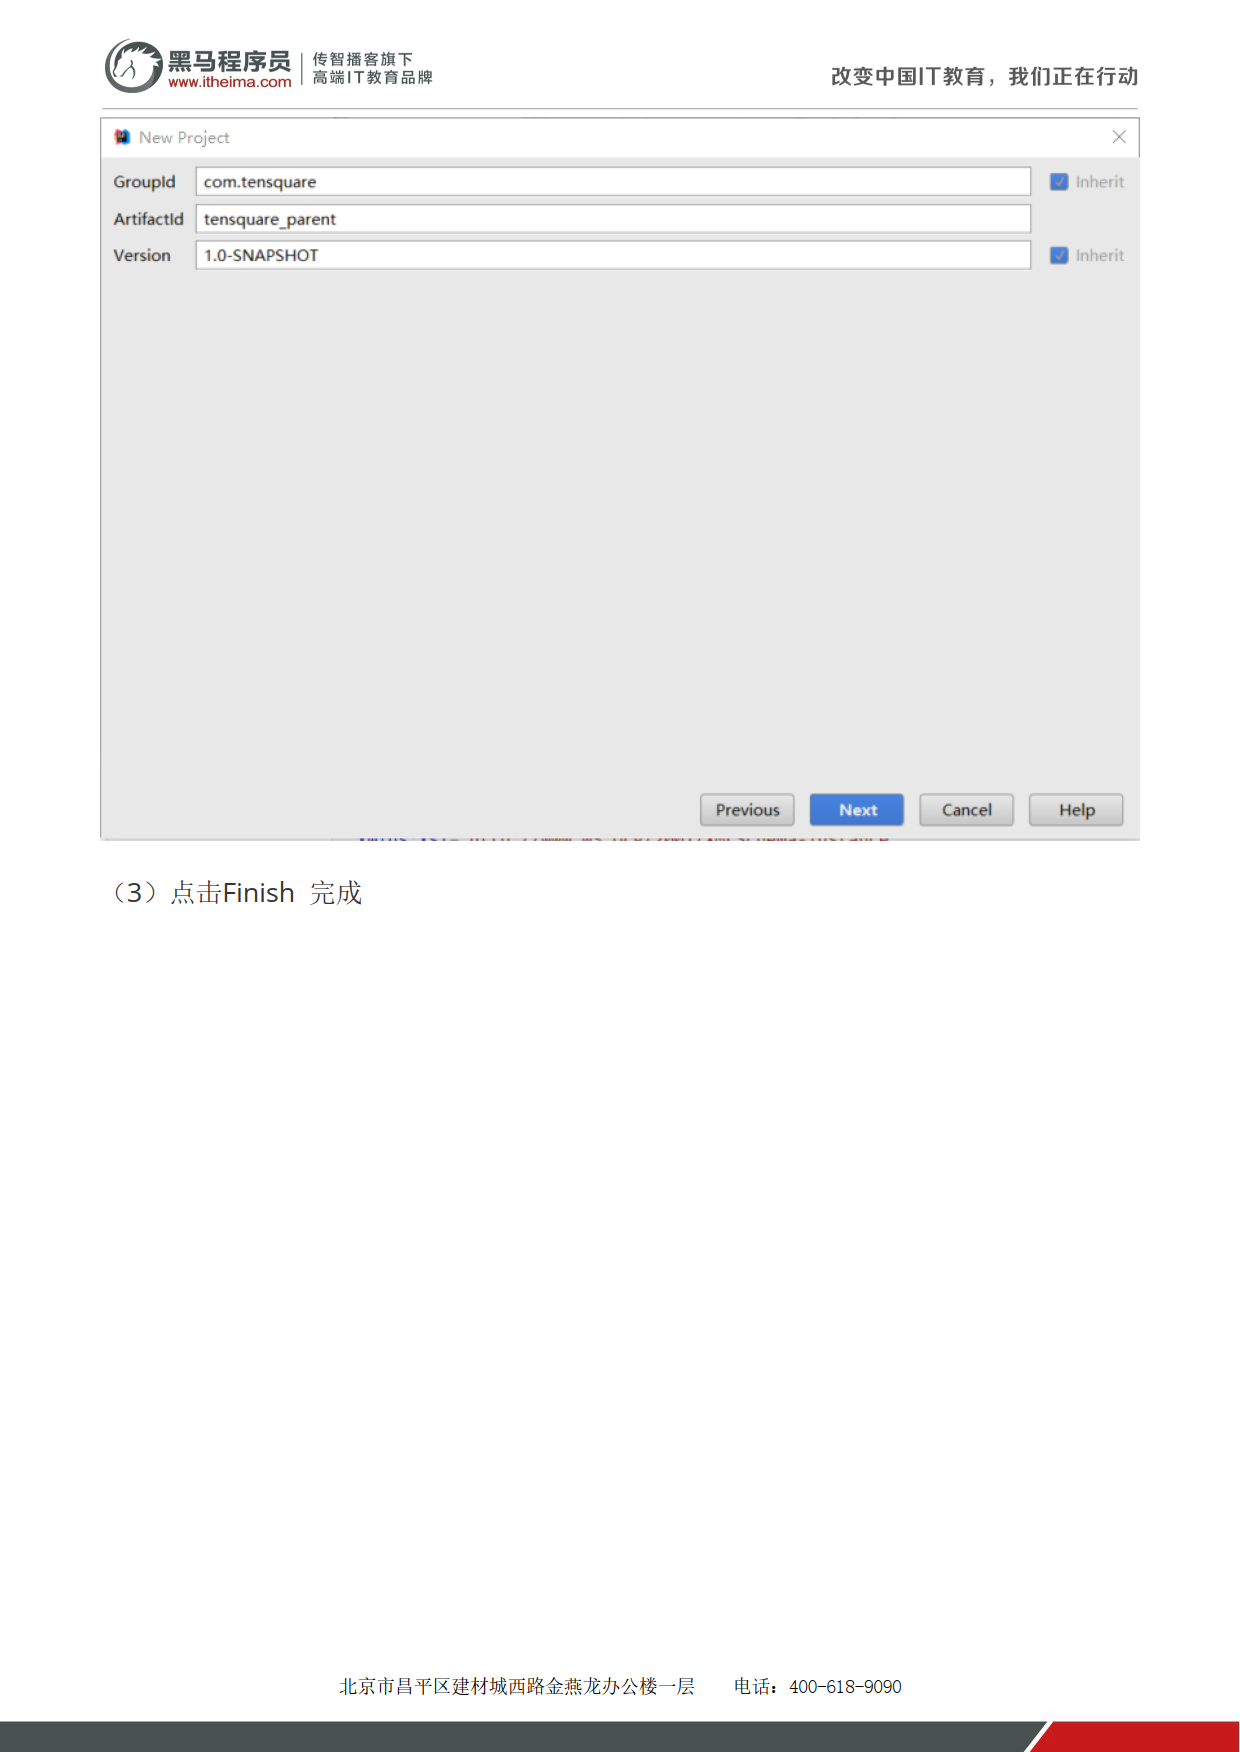 黑马程序员
www.itheima.com
传智播客旗下
高端IT教育品牌
改变中国IT教育，我们正在行动
New Project
GroupId com.tensquare Inherit
ArtifactId tensquare_parent
Version 1.0-SNAPSHOT Inherit
Previous Next Cancel Help
（3）点击Finish 完成
北京市昌平区建材城西路金燕龙办公楼一层 电话：400-618-9090